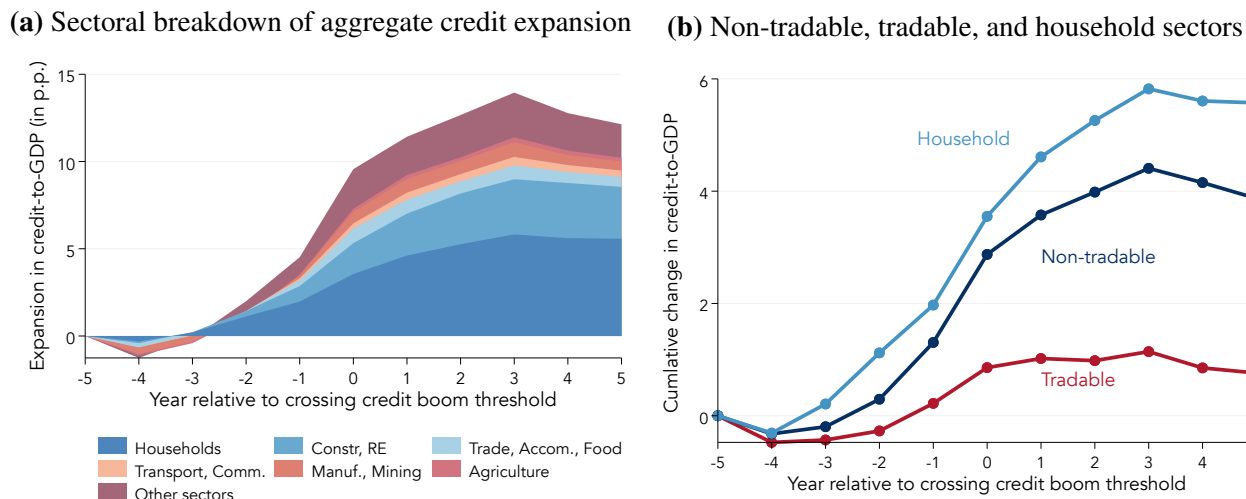 (a) Sectoral breakdown of aggregate credit expansion
Expansion in credit-to-GDP (in p.p.)
15
10
5
0
-5 -4 -3 -2 -1 0 1 2 3 4 5
Year relative to crossing credit boom threshold
Households Constr, RE Trade, Accom., Food
Transport, Comm. Manuf., Mining Agriculture
Other sectors
(b) Non-tradable, tradable, and household sectors
Cumlative change in credit-to-GDP
6
4
2
0
Household
Non-tradable
Tradable
-5 -4 -3 -2 -1 0 1 2 3 4
Year relative to crossing credit boom threshold